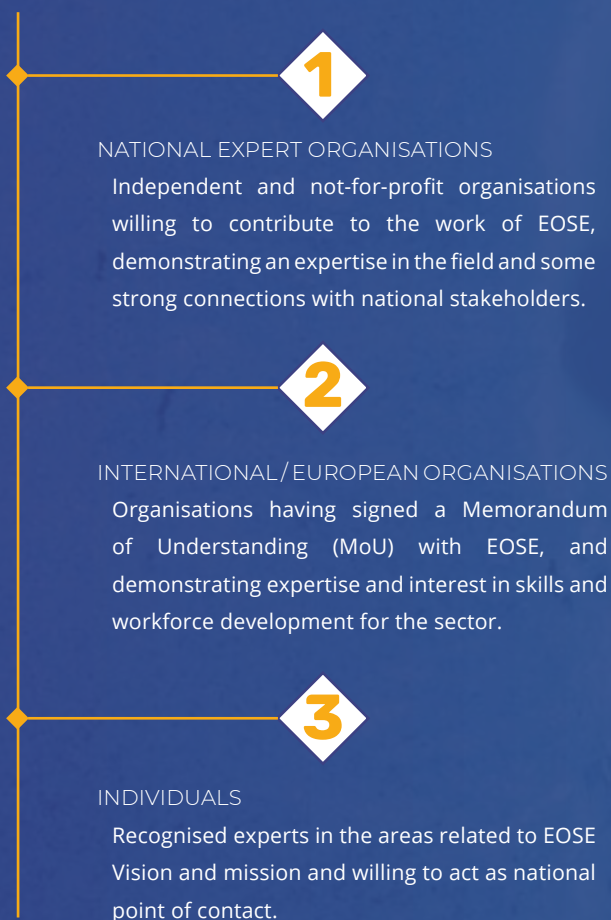 1
NATIONAL EXPERT ORGANISATIONS
Independent and not-for-profit organisations
willing to contribute to the work of EOSE,
demonstrating an expertise in the field and some
strong connections with national stakeholders.
2
INTERNATIONAL / EUROPEAN ORGANISATIONS
Organisations having signed a Memorandum
of Understanding (MoU) with EOSE, and
demonstrating expertise and interest in skills and
workforce development for the sector.
3
INDIVIDUALS
Recognised experts in the areas related to EOSE
Vision and mission and willing to act as national
point of contact.